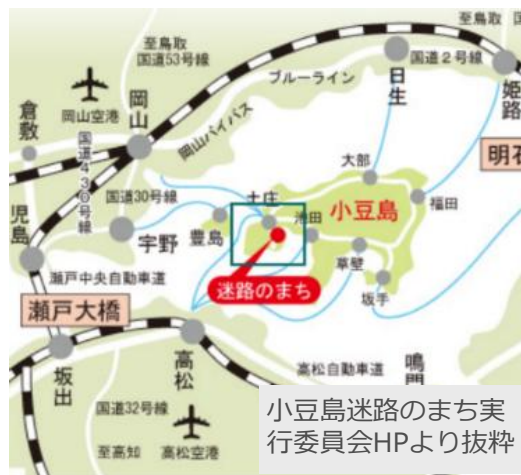 至鳥取
国道53号線
至鳥取
国道2号線
ブルーライン
日生
姫路
岡山空港
岡山
岡山バイパス
倉敷
国道430号線
明石
大部
国道30号線
土庄
池田
小豆島
福田
児島
宇野
豊島
草壁
瀬戸中央自動車道
迷路のまち
坂手
瀬戸大橋
高松
坂出
高松自動車道
鳴門
国道32号線
至高知
高松空港
小豆島迷路のまち実
行委員会HPより抜粋